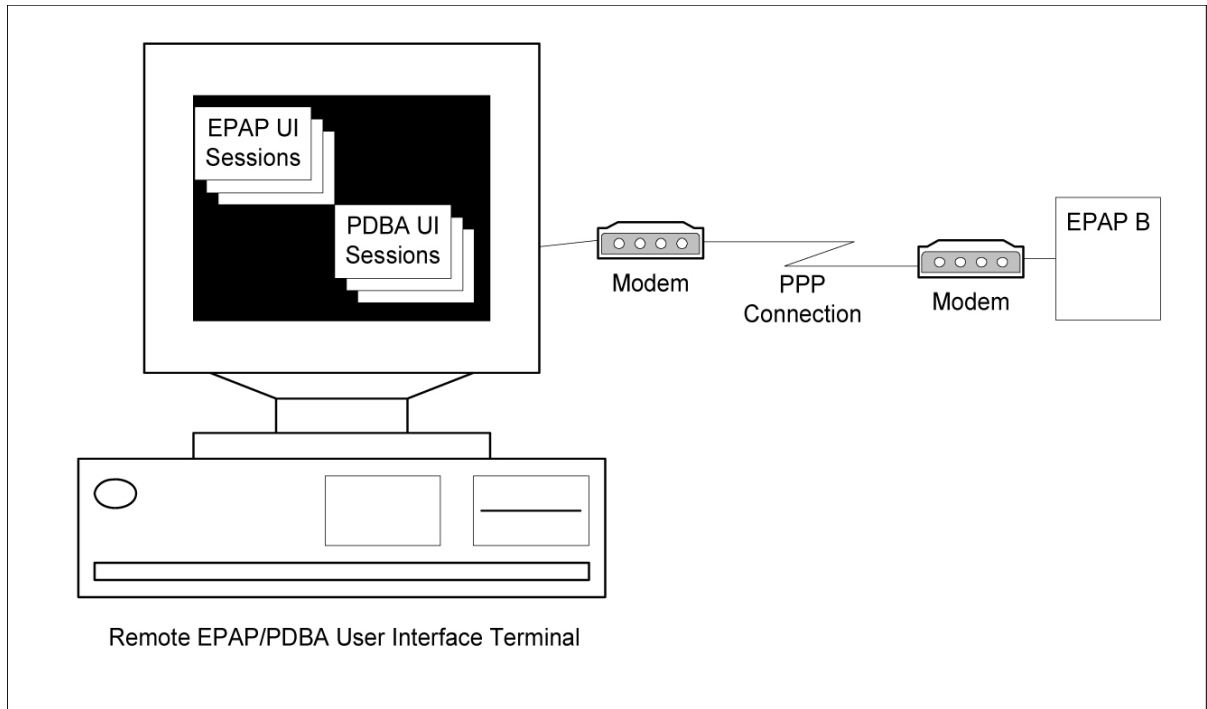 EPAP UI
Sessions
PDBA UI
Sessions
Modem
PPP
Connection
Modem
EPAP B
Remote EPAP/PDBA User Interface Terminal